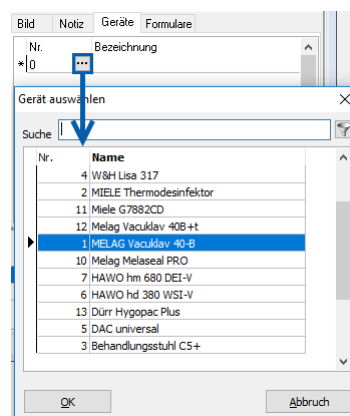 Bild Notiz Geräte Formulare
Nr. Bezeichnung
* 0 ...
Gerät auswählen
Suche
Nr. Name
4 W&H Lisa 317
2 MIELE Thermodesinfektor
11 Miele G7882CD
12 Melag Vacuklav 40B+t
1 MELAG Vacuklav 40-B
10 Melag Melaseal PRO
7 HAWO hm 680 DEI-V
6 HAWO hd 380 WSI-V
13 Dürr Hygopac Plus
5 DAC universal
3 Behandlungsstuhl C5+
OK Abbruch